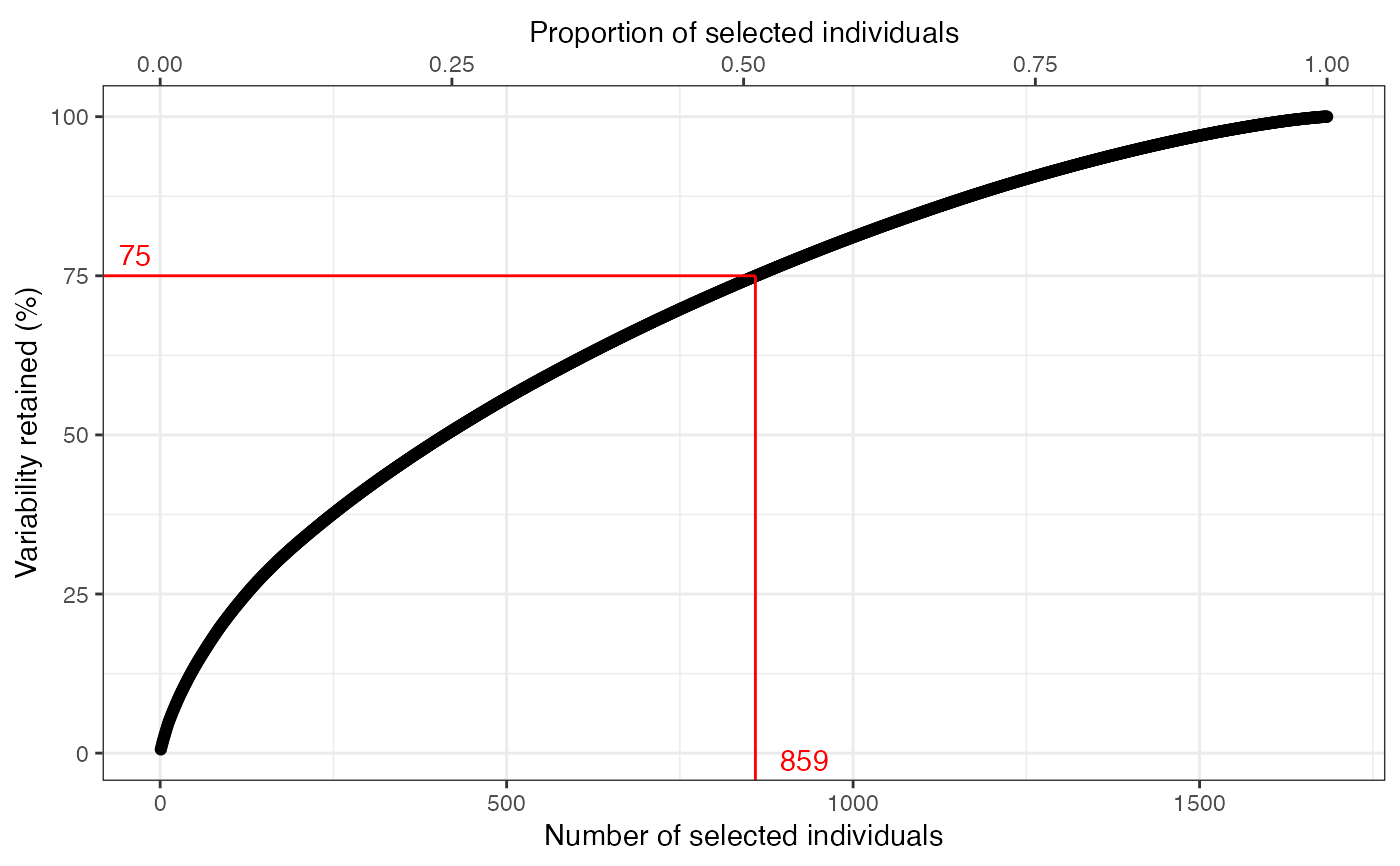 Proportion of selected individuals
0.00 0.25 0.50 0.75 1.00
100
75
75
50
25
0
859
0 500 1000 1500
Number of selected individuals
Variability retained (%)